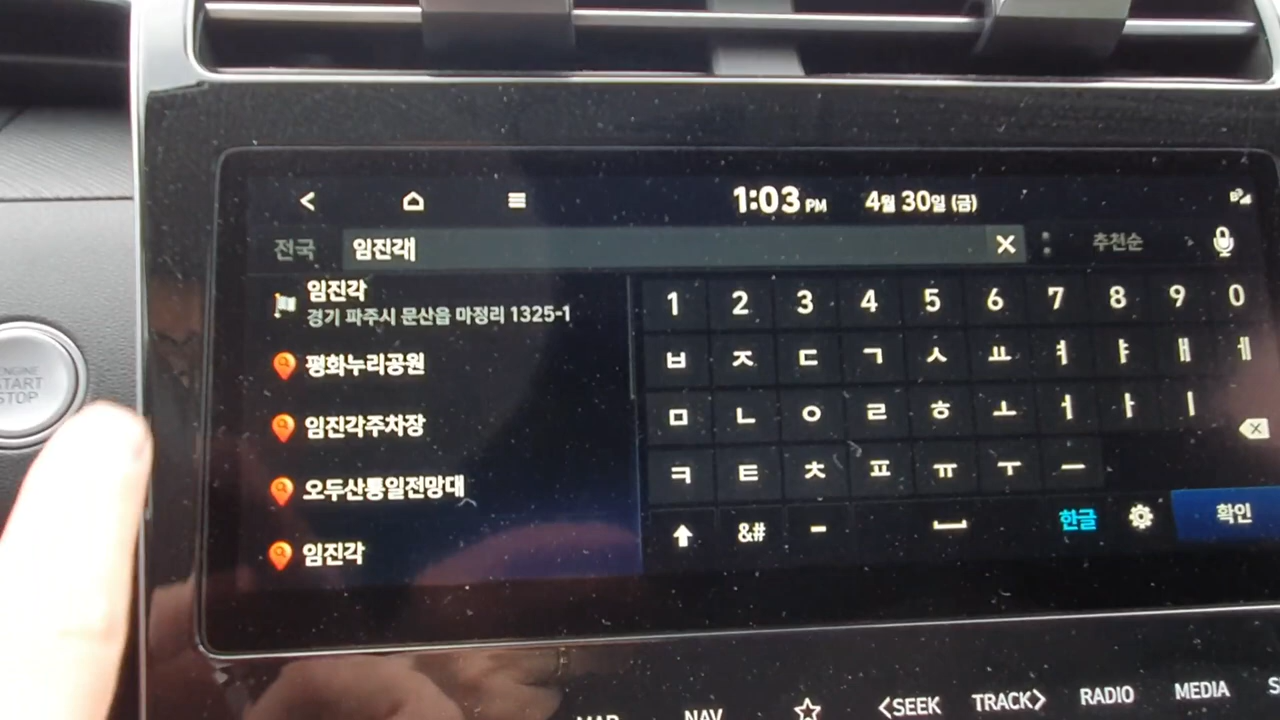 1:03 PM 4월 30일 (금)
전국 임진각 추천순
임진각
경기 파주시 문산읍 마정리 1325-1
평화누리공원
임진각주차장
오두산통일전망대
임진각
1 2 3 4 5 6 7 8 9 0
ㅂ ㅈ ㄷ ㄱ ㅅ ㅛ ㅕ ㅑ ㅐ ㅔ
ㅁ ㄴ ㅇ ㄹ ㅎ ㅗ ㅓ ㅏ ㅣ
ㅋ ㅌ ㅊ ㅍ ㅠ ㅜ ㅡ
&# - 한글 확인
ENGINE
START
STOP
MAP NAV SEEK TRACK RADIO MEDIA